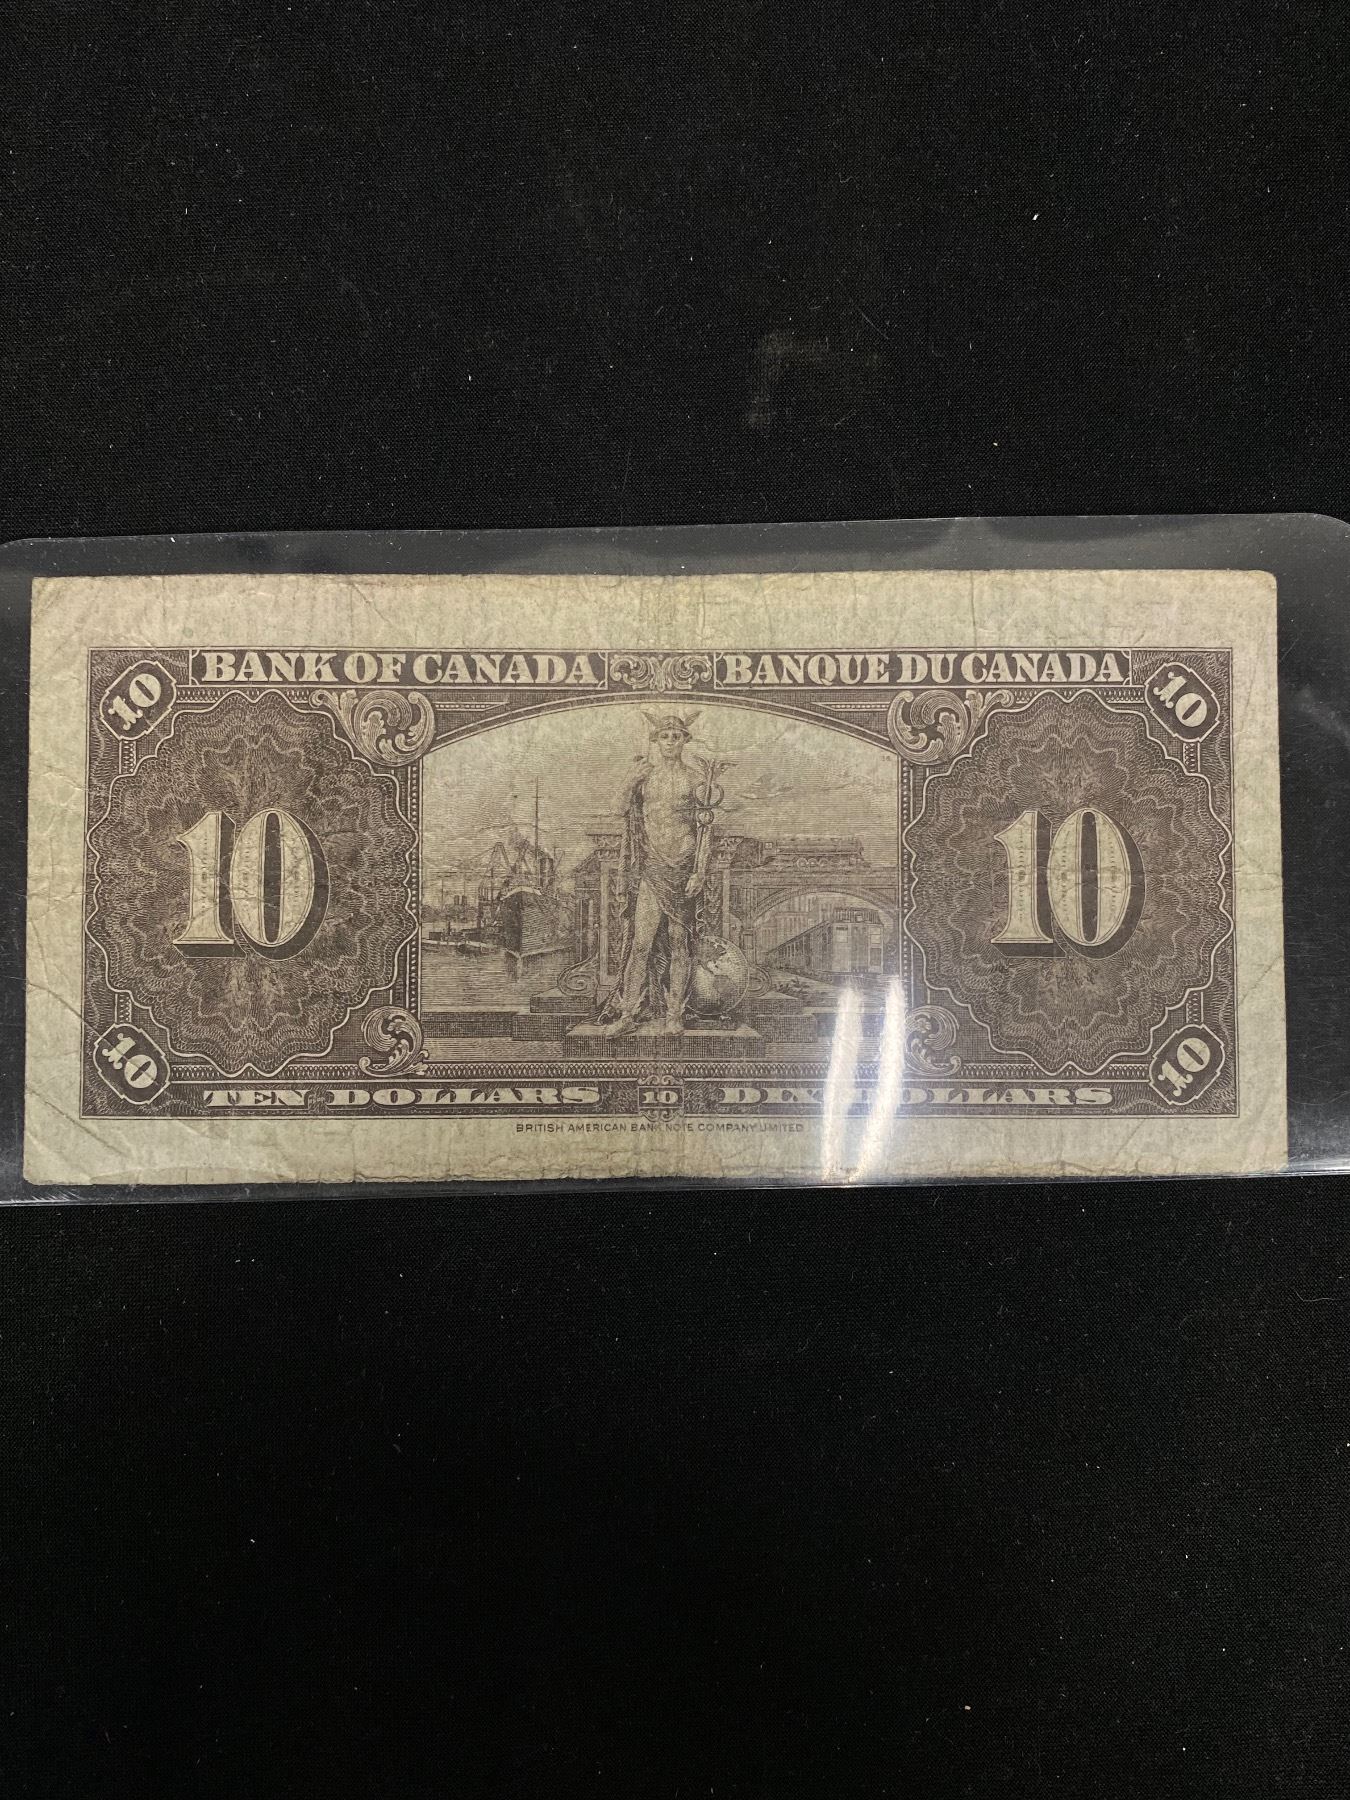 BANK OF CANADA BANQUE DU CANADA
10 10
10 10
10 10
TEN DOLLARS 10 DIX DOLLARS
BRITISH AMERICAN BANK NOTE COMPANY LIMITED